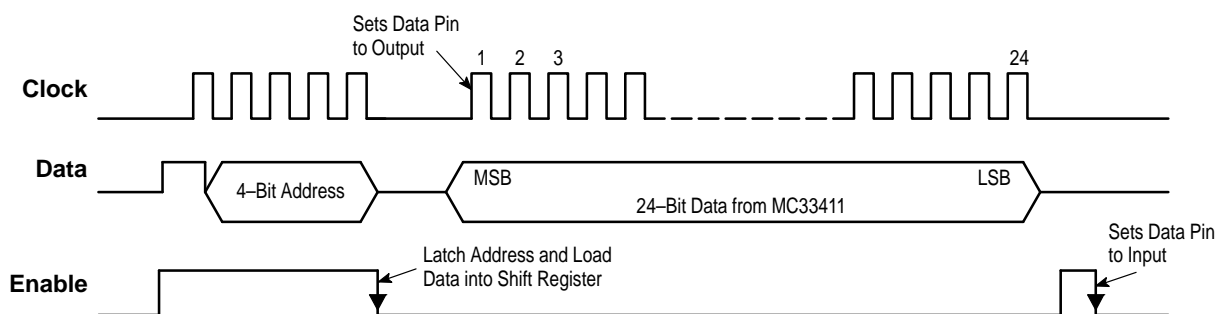 Sets Data Pin
to Output
1 2 3 24
Clock
Data
4–Bit Address
MSB
LSB
24–Bit Data from MC33411
Sets Data Pin
to Input
Latch Address and Load
Data into Shift Register
Enable